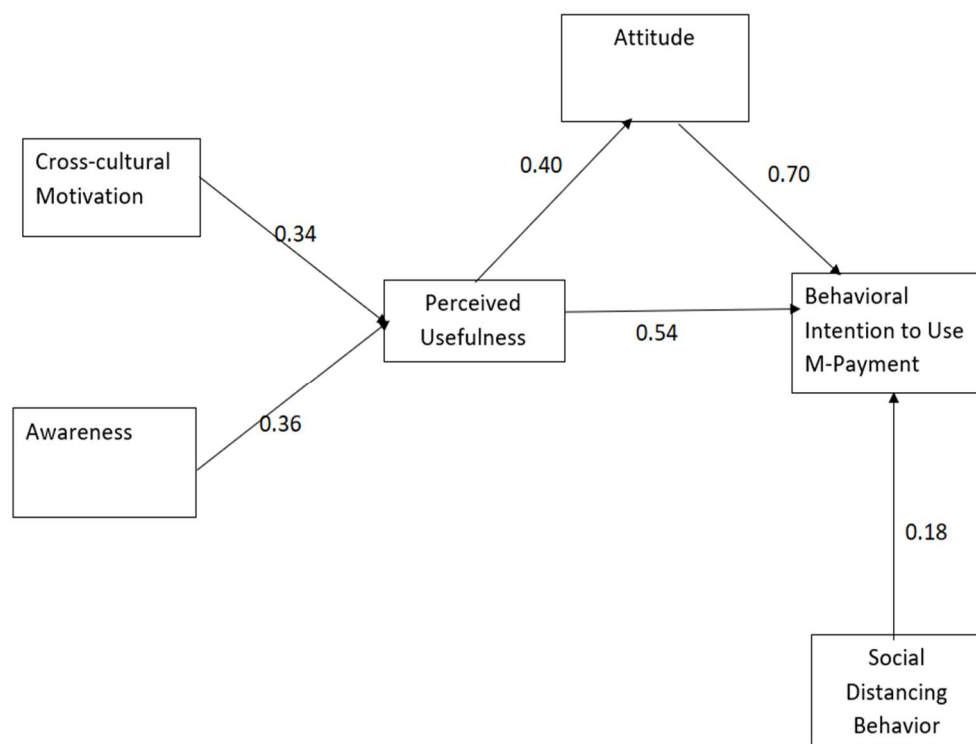 Attitude
Cross-cultural
Motivation
0.40
0.70
0.34
Perceived
Usefulness
Behavioral
Intention to Use
M-Payment
0.54
Awareness
0.36
0.18
Social
Distancing
Behavior